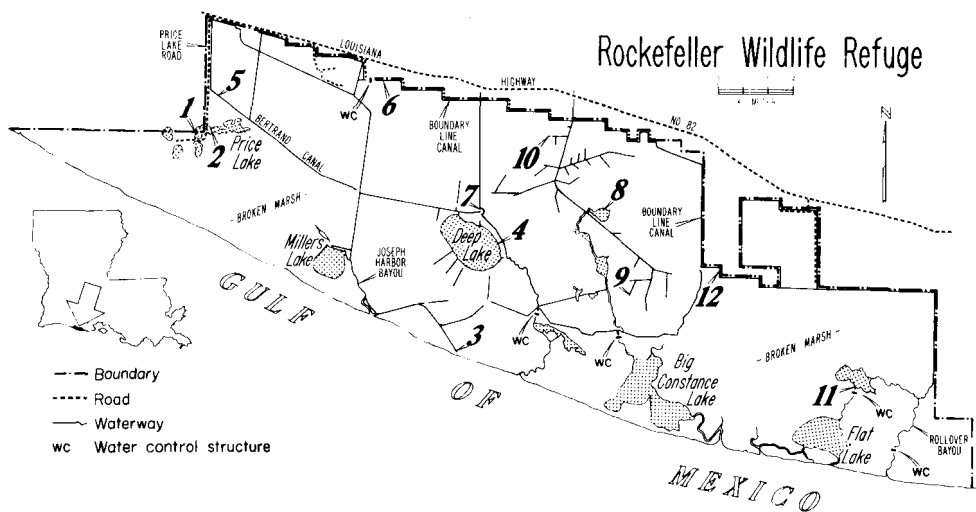 Rockefeller Wildlife Refuge
PRICE
LAKE
ROAD
LOUISIANA
HIGHWAY
NO. 82
N
5
1
2
Price
Lake
BERTRAND CANAL
WC
6
BOUNDARY
LINE
CANAL
10
8
7
4
Deep
Lake
9
BOUNDARY
LINE
CANAL
12
- BROKEN MARSH -
Millers
Lake
JOSEPH
HARBOR
BAYOU
3
WC
WC
Big
Constance
Lake
- BROKEN MARSH -
11
WC
Flat
Lake
ROLLOVER
BAYOU
WC
GULF
OF
MEXICO
Boundary
Road
Waterway
WC Water control structure